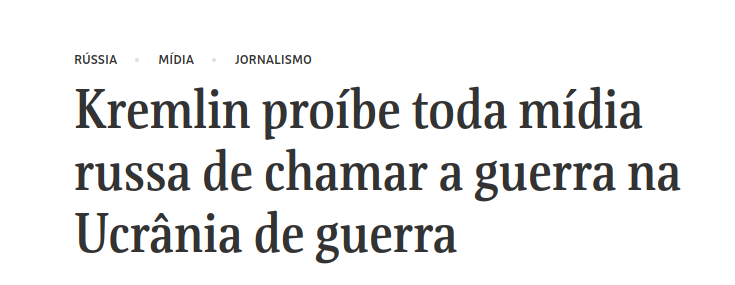 RÚSSIA • MÍDIA • JORNALISMO
Kremlin proíbe toda mídia
russa de chamar a guerra na
Ucrânia de guerra